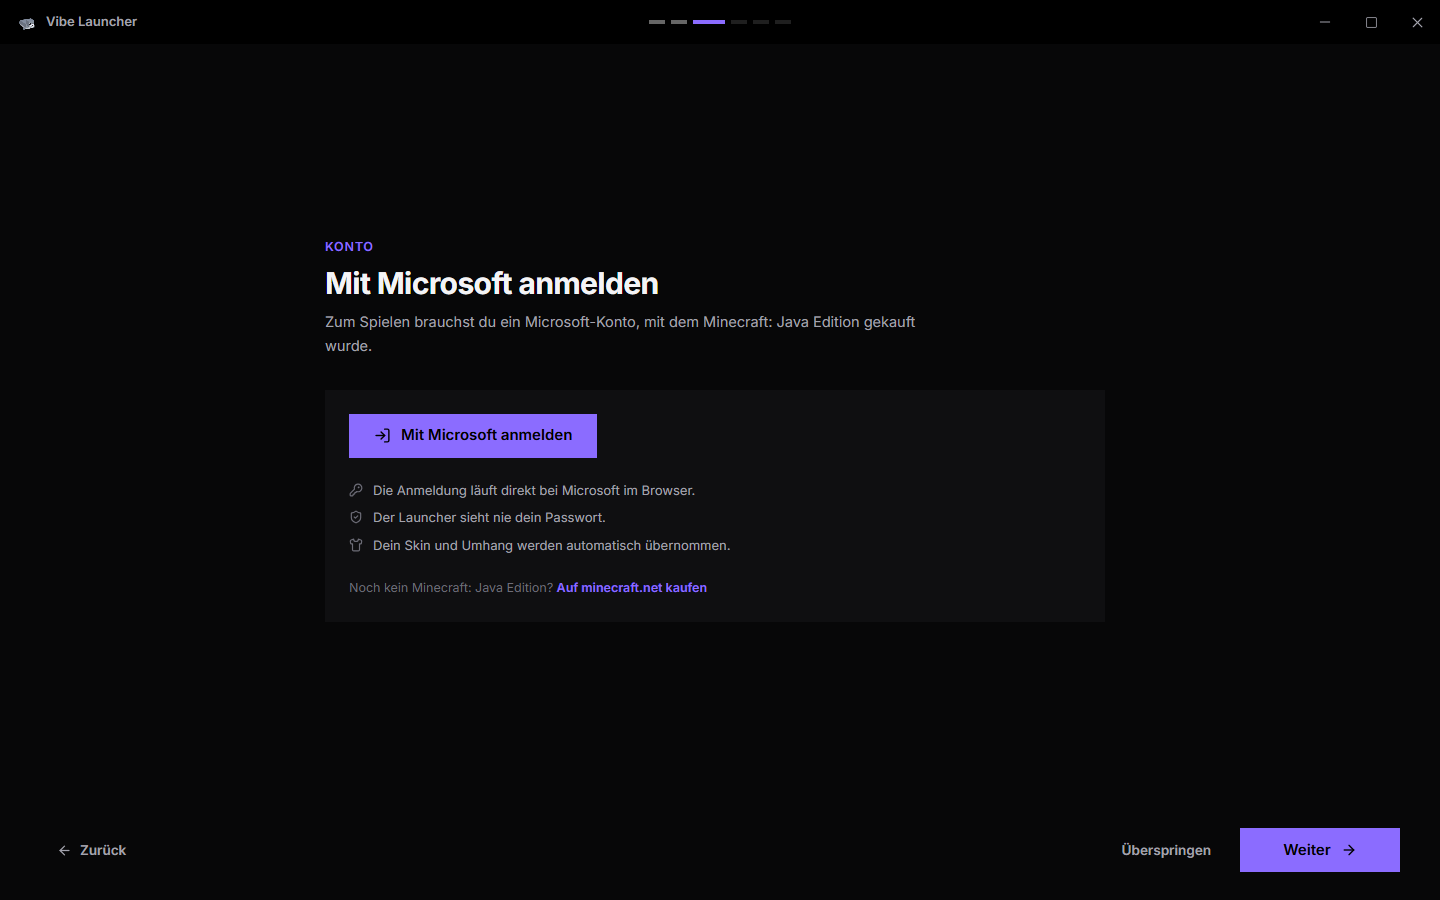 Vibe Launcher
KONTO
Mit Microsoft anmelden
Zum Spielen brauchst du ein Microsoft-Konto, mit dem Minecraft: Java Edition gekauft
wurde.
Mit Microsoft anmelden
Die Anmeldung läuft direkt bei Microsoft im Browser.
Der Launcher sieht nie dein Passwort.
Dein Skin und Umhang werden automatisch übernommen.
Noch kein Minecraft: Java Edition? Auf minecraft.net kaufen
Zurück
Überspringen
Weiter